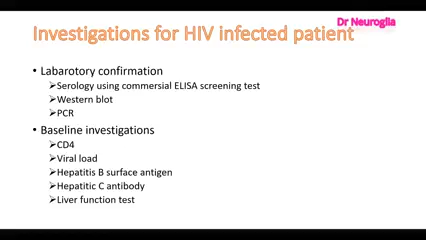 Dr Neuroglia
Investigations for HIV infected patient
• Labarotory confirmation
➢Serology using commersial ELISA screening test
➢Western blot
➢PCR
• Baseline investigations
➢CD4
➢Viral load
➢Hepatitis B surface antigen
➢Hepatitic C antibody
➢Liver function test